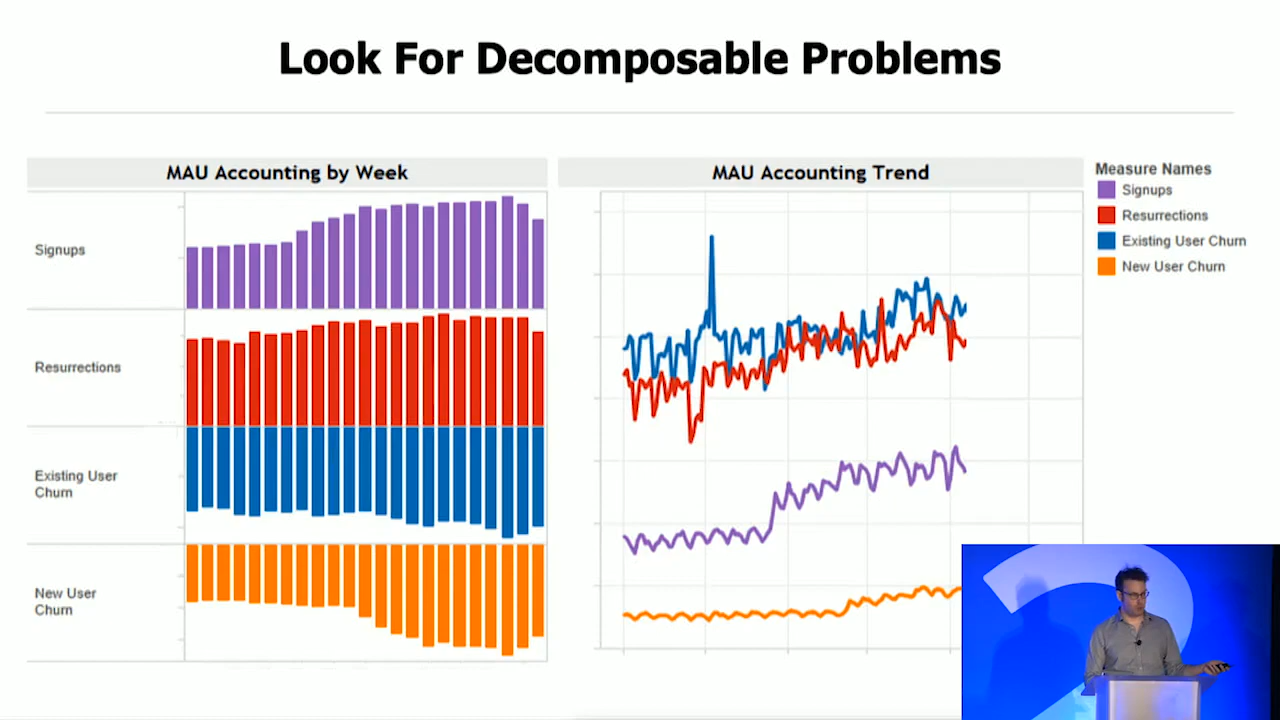 Look For Decomposable Problems
MAU Accounting by Week
Signups
Resurrections
Existing User
Churn
New User
Churn
MAU Accounting Trend
Measure Names
Signups
Resurrections
Existing User Churn
New User Churn